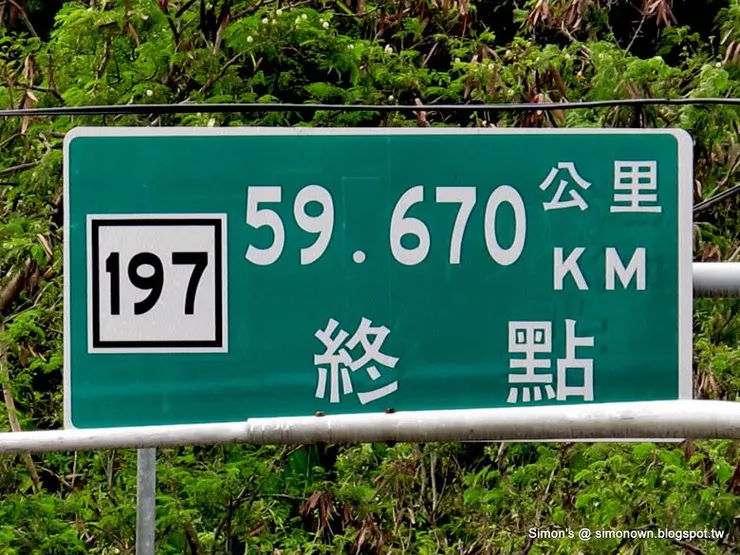 197
59.670 公里
KM
終點
Simon's @ simonown.blogspot.tw